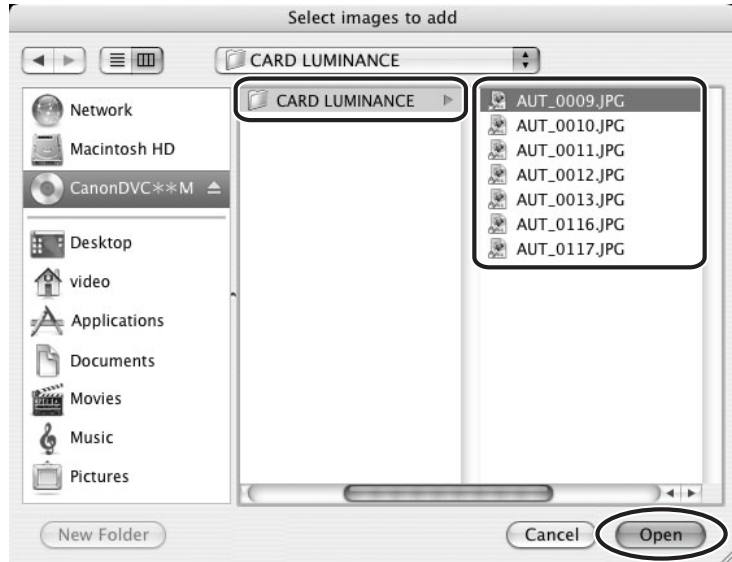 Select images to add
CARD LUMINANCE
Network
Macintosh HD
CanonDVC**M
Desktop
video
Applications
Documents
Movies
Music
Pictures
CARD LUMINANCE
AUT_0009.JPG
AUT_0010.JPG
AUT_0011.JPG
AUT_0012.JPG
AUT_0013.JPG
AUT_0116.JPG
AUT_0117.JPG
New Folder
Cancel
Open